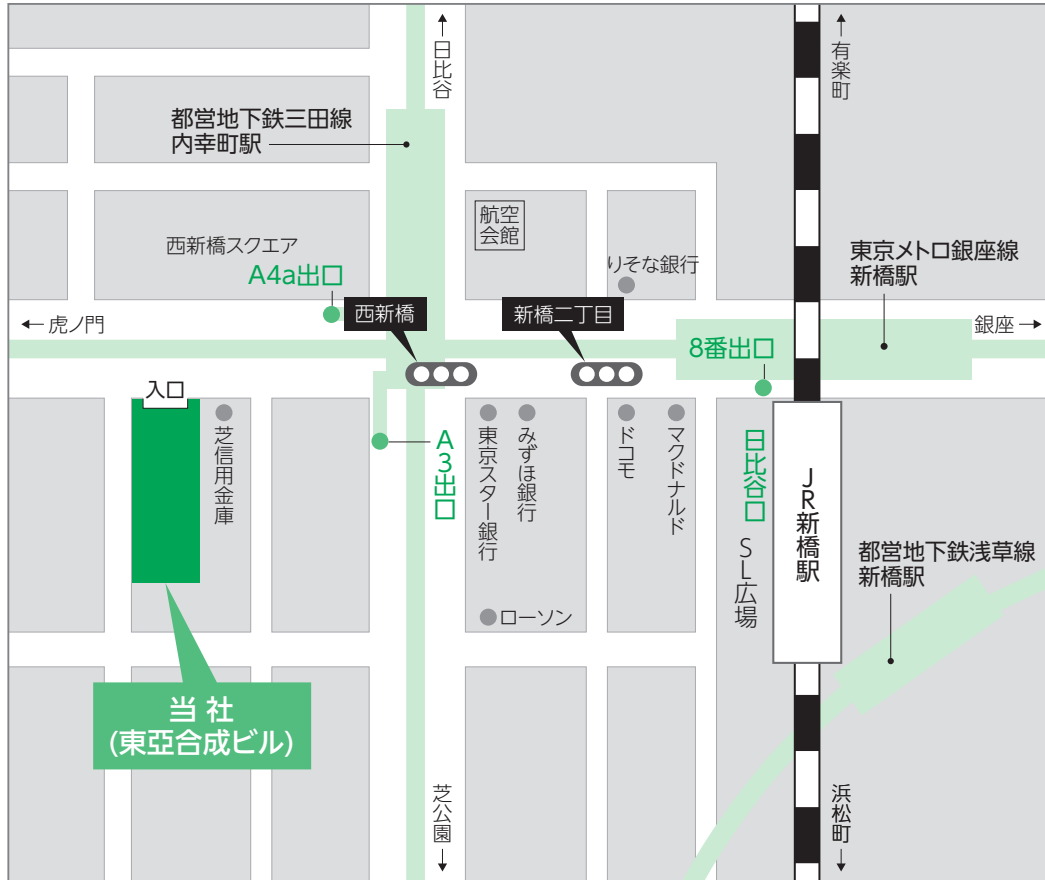 ↑
日比谷
↑
有楽町
都営地下鉄三田線
内幸町駅
航空
会館
西新橋スクエア
A4a出口
りそな銀行
東京メトロ銀座線
新橋駅
←虎ノ門
西新橋
新橋二丁目
銀座→
8番出口
入口
芝信用金庫
A3出口
東京スター銀行
みずほ銀行
ドコモ
マクドナルド
日比谷口
SL広場
JR新橋駅
都営地下鉄浅草線
新橋駅
ローソン
当社
(東亞合成ビル)
芝公園
↓
浜松町
↓